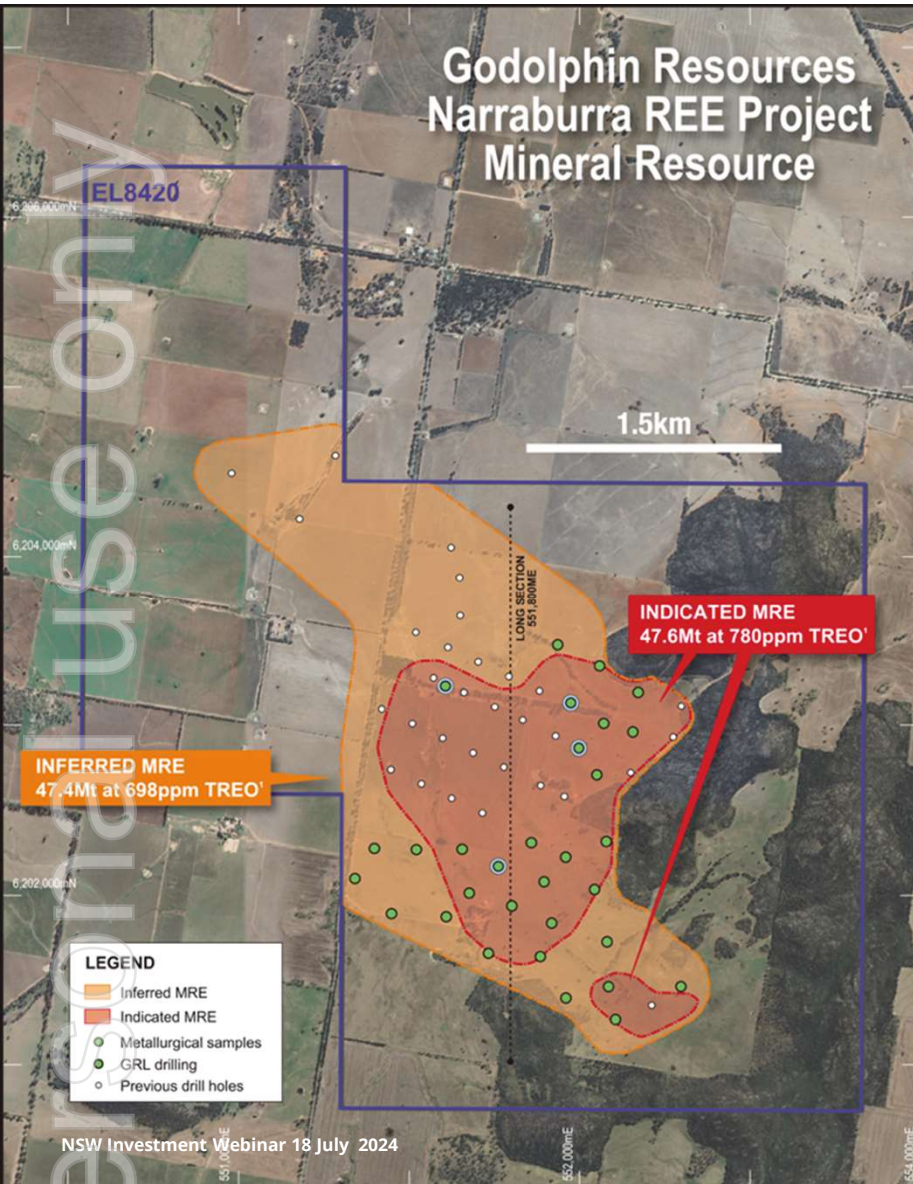 Godolphin Resources
Narraburra REE Project
Mineral Resource
EL8420
6,206,000mN
1.5km
6,204,000mN
LONG SECTION
551,800ME
INDICATED MRE
47.6Mt at 780ppm TREO¹
INFERRED MRE
47.4Mt at 698ppm TREO¹
6,202,000mN
LEGEND
Inferred MRE
Indicated MRE
Metallurgical samples
GRL drilling
Previous drill holes
NSW Investment Webinar 18 July 2024
552,000mE
ersonal use only